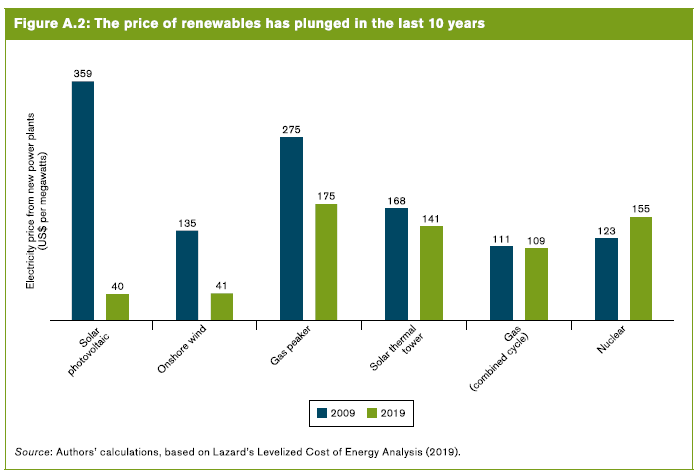 Figure A.2: The price of renewables has plunged in the last 10 years
Electricity price from new power plants
(US$ per megawatts)
359
40
135
41
275
175
168
141
111
109
123
155
Solar
photovoltaic
Onshore wind
Gas peaker
Solar thermal
tower
Gas
(combined cycle)
Nuclear
2009
2019
Source: Authors' calculations, based on Lazard's Levelized Cost of Energy Analysis (2019).